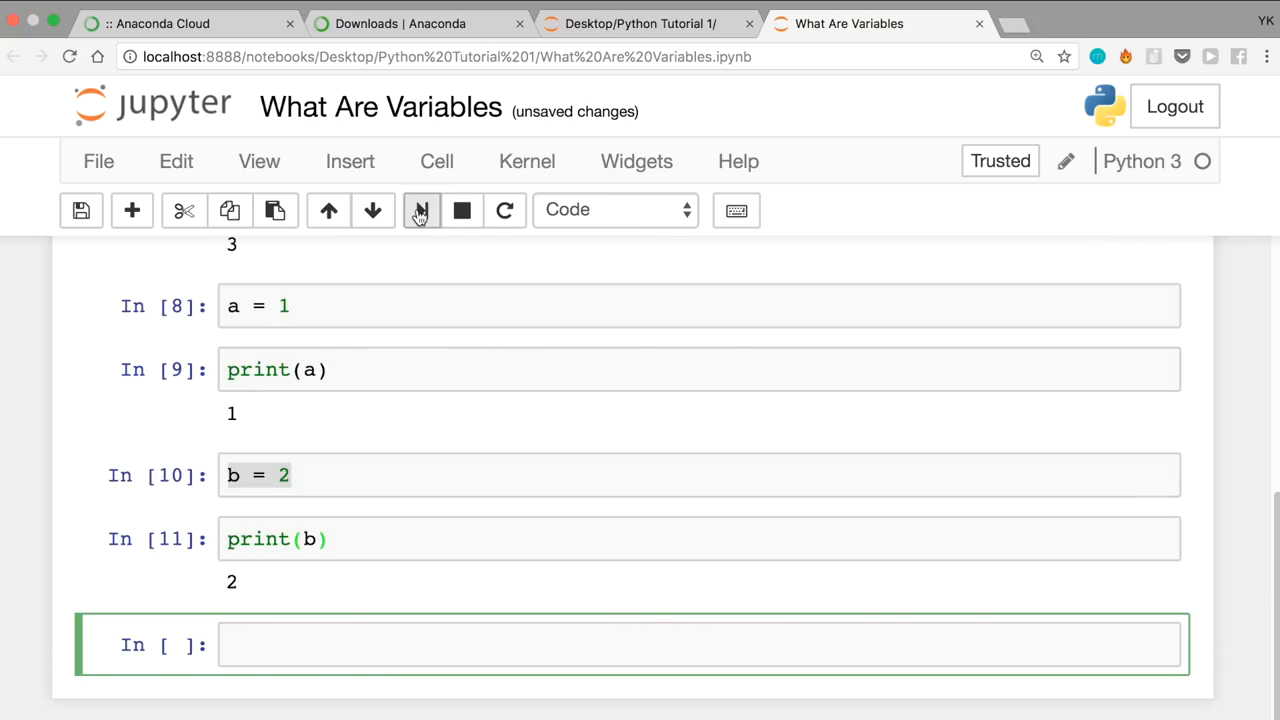 :: Anaconda Cloud
Downloads | Anaconda
Desktop/Python Tutorial 1/
What Are Variables
YK
localhost:8888/notebooks/Desktop/Python%20Tutorial%201/What%20Are%20Variables.ipynb
jupyter What Are Variables (unsaved changes)
Logout
File Edit View Insert Cell Kernel Widgets Help
Trusted
Python 3
Code
3
In [8]: a = 1
In [9]: print(a)
1
In [10]: b = 2
In [11]: print(b)
2
In [ ]: